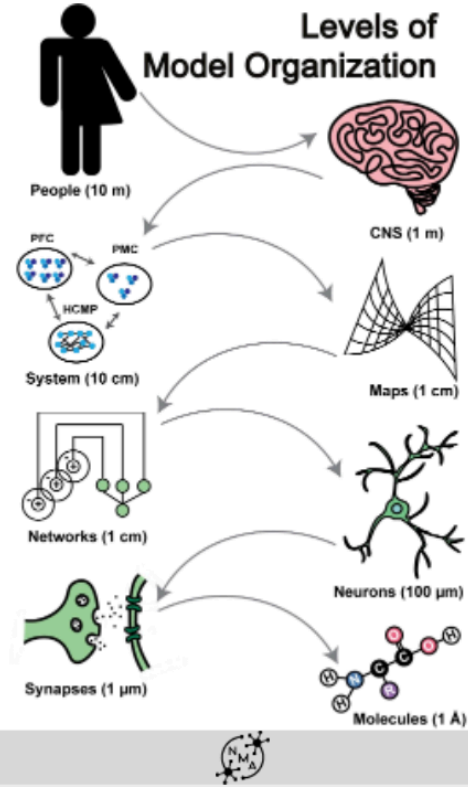 Levels of
Model Organization
People (10 m)
CNS (1 m)
PFC
PMC
HCMP
System (10 cm)
Maps (1 cm)
Networks (1 cm)
Neurons (100 µm)
Synapses (1 µm)
O
O
H
H
N
C
C
H
R
Molecules (1 Å)
N
M
A